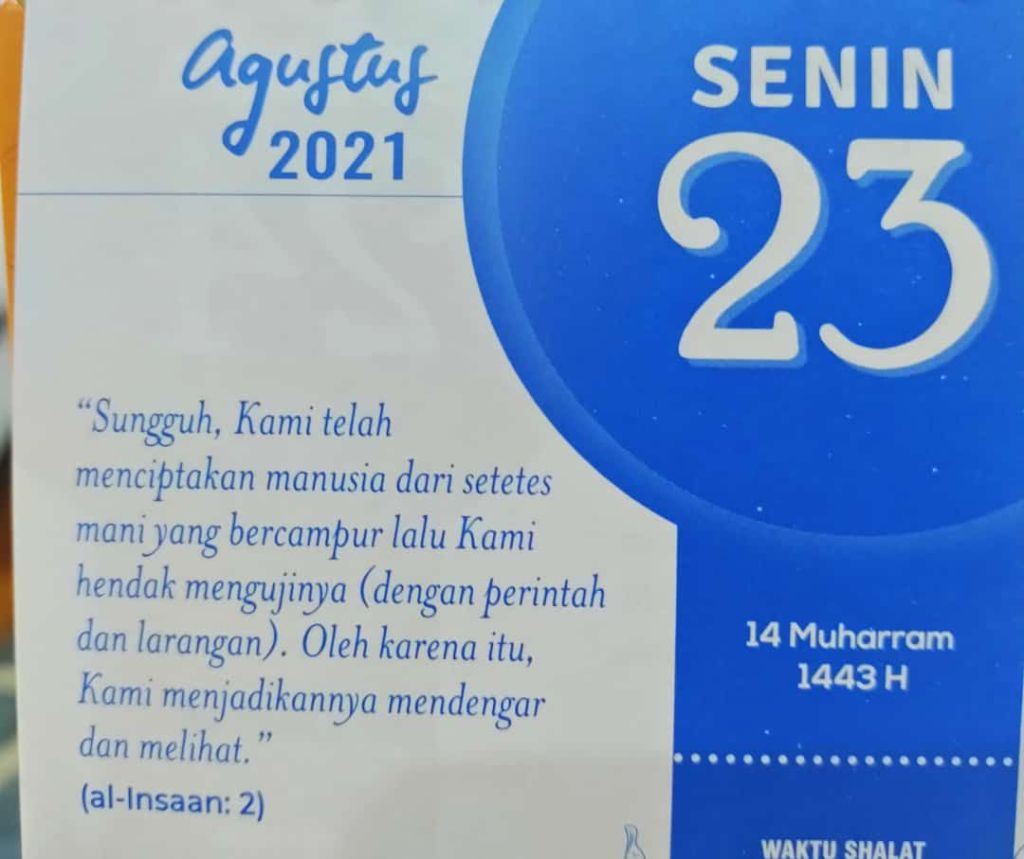 Agustus
2021
SENIN
23
“Sungguh, Kami telah
menciptakan manusia dari setetes
mani yang bercampur lalu Kami
hendak mengujinya (dengan perintah
dan larangan). Oleh karena itu,
Kami menjadikannya mendengar
dan melihat.”
(al-Insaan: 2)
14 Muharram
1443 H
WAKTU SHALAT